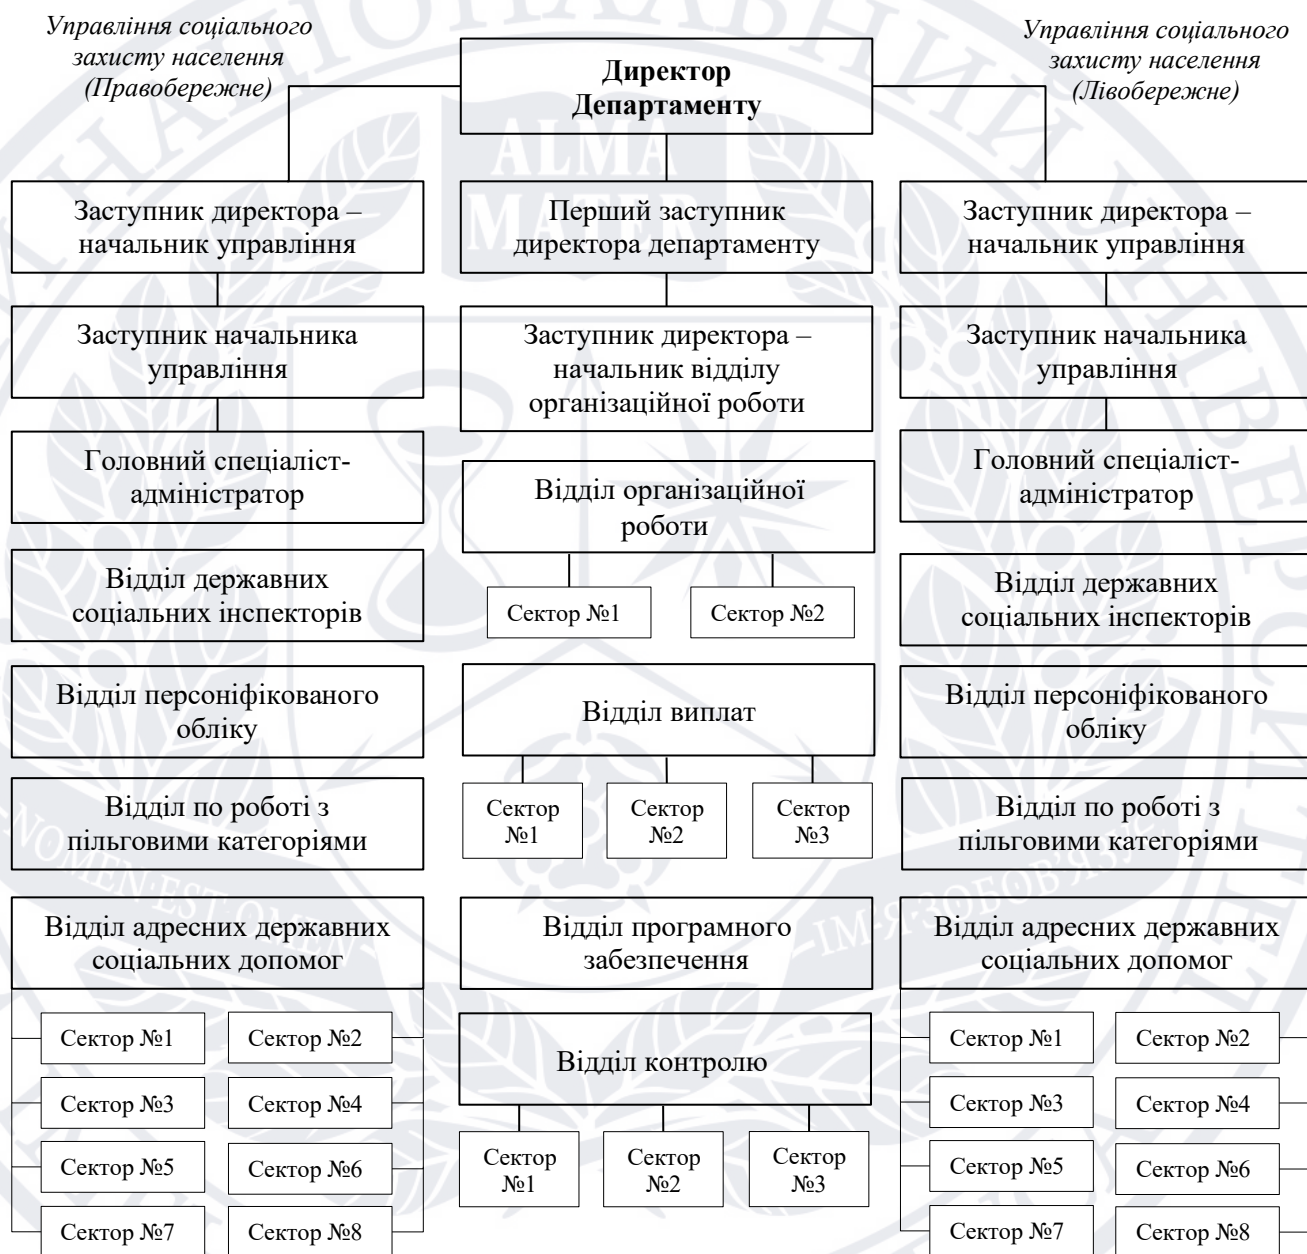 Управління соціального
захисту населення
(Правобережне)
Директор
Департаменту
Управління соціального
захисту населення
(Лівобережне)
Заступник директора –
начальник управління
Заступник начальника
управління
Головний спеціаліст-
адміністратор
Відділ державних
соціальних інспекторів
Відділ персоніфікованого
обліку
Відділ по роботі з
пільговими категоріями
Відділ адресних державних
соціальних допомог
Сектор №1
Сектор №2
Сектор №3
Сектор №4
Сектор №5
Сектор №6
Сектор №7
Сектор №8
Перший заступник
директора департаменту
Заступник директора –
начальник відділу
організаційної роботи
Відділ організаційної
роботи
Сектор №1
Сектор №2
Відділ виплат
Сектор
№1
Сектор
№2
Сектор
№3
Відділ програмного
забезпечення
Відділ контролю
Сектор
№1
Сектор
№2
Сектор
№3
Заступник директора –
начальник управління
Заступник начальника
управління
Головний спеціаліст-
адміністратор
Відділ державних
соціальних інспекторів
Відділ персоніфікованого
обліку
Відділ по роботі з
пільговими категоріями
Відділ адресних державних
соціальних допомог
Сектор №1
Сектор №2
Сектор №3
Сектор №4
Сектор №5
Сектор №6
Сектор №7
Сектор №8
ALMA
MATER
NOMEN EST OMEN